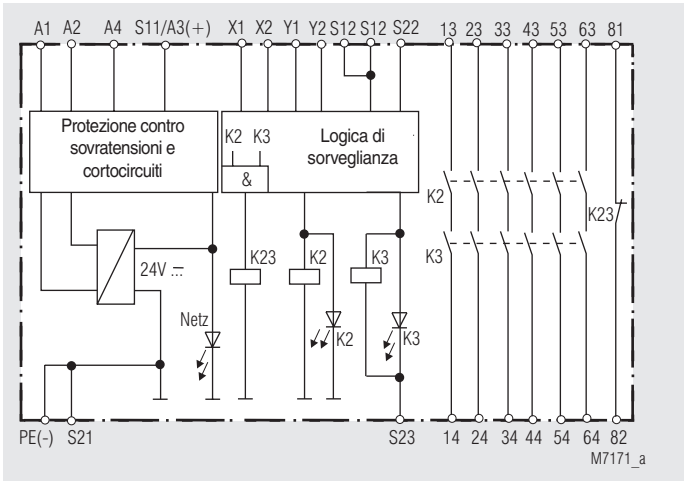 A1 A2 A4 S11/A3(+) X1 X2 Y1 Y2 S12 S12 S22 13 23 33 43 53 63 81
Protezione contro
sovratensioni e
cortocircuiti
K2 K3
&
Logica di
sorveglianza
K2
K23
K3
24V
K23
K2
K3
Netz
K2
K3
PE(-) S21 S23 14 24 34 44 54 64 82
M7171_a